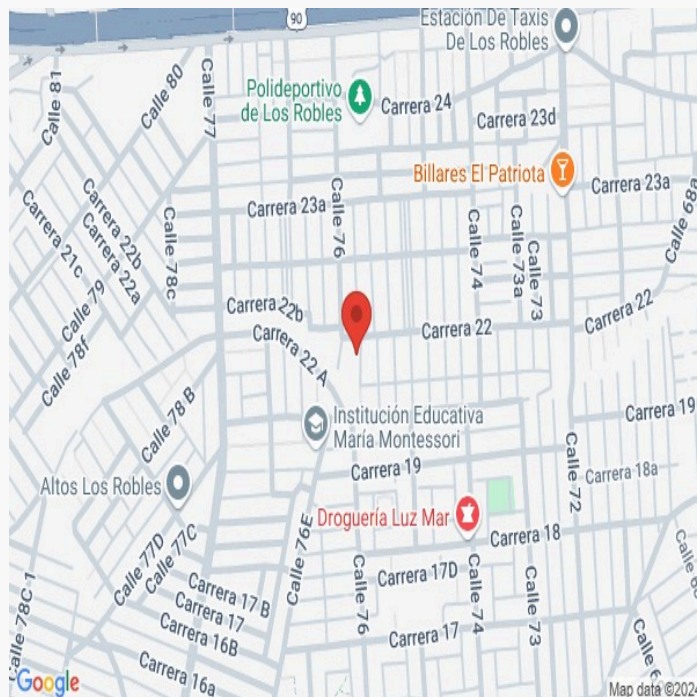 90
Estación De Taxis
De Los Robles
Calle 81
Calle 80
Calle 77
Polideportivo
de Los Robles
Carrera 24
Carrera 23d
Billares El Patriota
Carrera 23a
Calle 68a
Carrera 23a
Calle 76
Calle 74
Calle 73a
Calle 73
Carrera 22b
Carrera 22a
Carrera 21c
Calle 79
Calle 78c
Calle 78f
Carrera 22b
Carrera 22
Carrera 22
Carrera 22 A
Calle 78 B
Institución Educativa
María Montessori
Carrera 19
Carrera 19
Calle 72
Carrera 18a
Altos Los Robles
Droguería Luz Mar
Carrera 18
Calle 77D
Calle 77C
Calle 76E
Carrera 17D
Calle 76
Calle 74
Calle 73
Calle 78C-1
Carrera 17 B
Carrera 17
Carrera 16B
Carrera 17
Carrera 16a
Google
Map data ©202